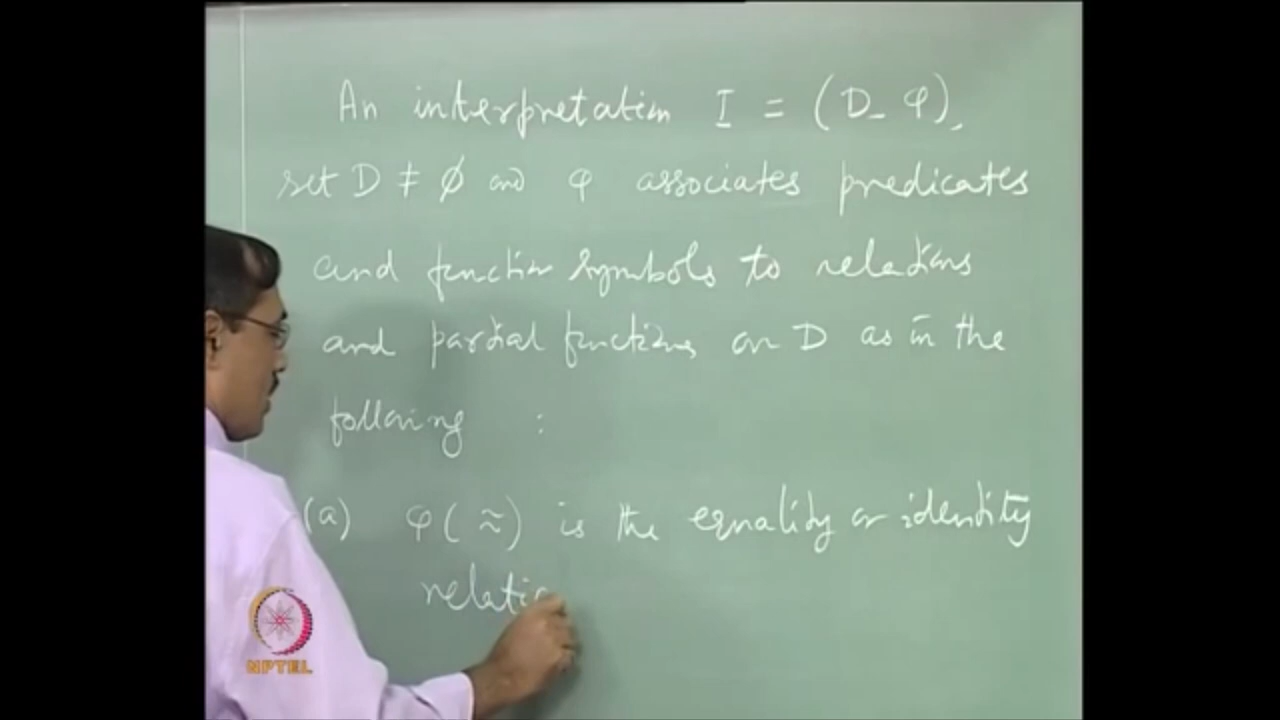 An interpretation I = (D, φ),
set D ≠ ∅ and φ associates predicates
and function symbols to relations
and partial functions on D as in the
following :
(a) φ(≈) is the equality or identity
relatio
NPTEL